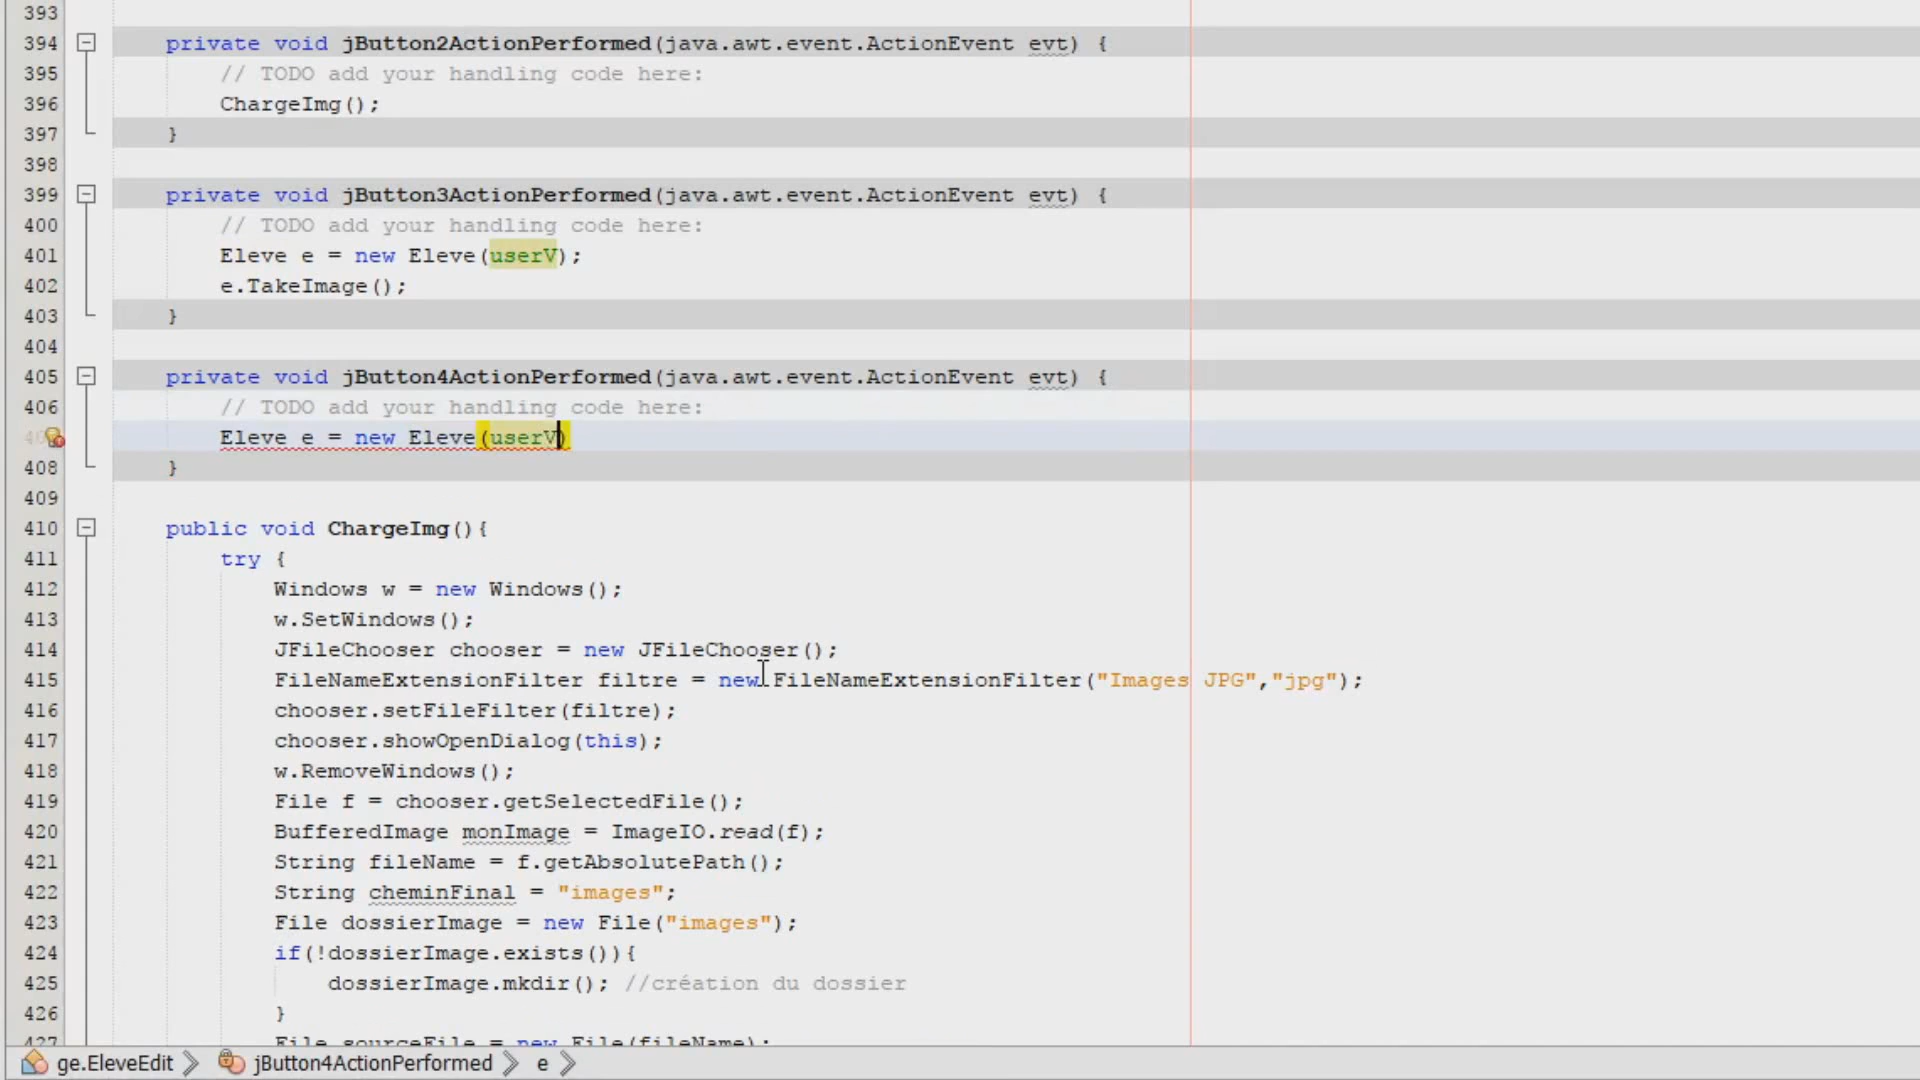 393
394 private void jButton2ActionPerformed(java.awt.event.ActionEvent evt) {
395 // TODO add your handling code here:
396 ChargeImg();
397 }
398
399 private void jButton3ActionPerformed(java.awt.event.ActionEvent evt) {
400 // TODO add your handling code here:
401 Eleve e = new Eleve(userV);
402 e.TakeImage();
403 }
404
405 private void jButton4ActionPerformed(java.awt.event.ActionEvent evt) {
406 // TODO add your handling code here:
Eleve e = new Eleve(userV)
408 }
409
410 public void ChargeImg(){
411 try {
412 Windows w = new Windows();
413 w.SetWindows();
414 JFileChooser chooser = new JFileChooser();
415 FileNameExtensionFilter filtre = new FileNameExtensionFilter("Images JPG","jpg");
416 chooser.setFileFilter(filtre);
417 chooser.showOpenDialog(this);
418 w.RemoveWindows();
419 File f = chooser.getSelectedFile();
420 BufferedImage monImage = ImageIO.read(f);
421 String fileName = f.getAbsolutePath();
422 String cheminFinal = "images";
423 File dossierImage = new File("images");
424 if(!dossierImage.exists()){
425 dossierImage.mkdir(); //création du dossier
426 }
427 File sourceFile = new File(fileName);
ge.EleveEdit jButton4ActionPerformed e